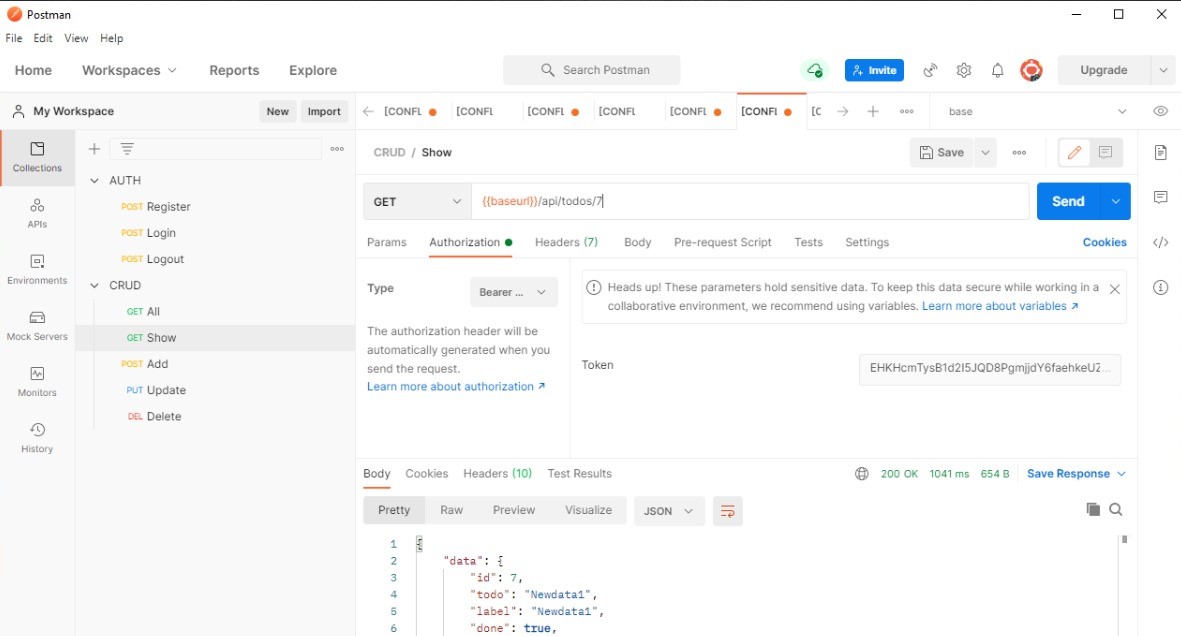 Postman
File Edit View Help
Home Workspaces Reports Explore Search Postman Invite Upgrade
My Workspace New Import [CONFL [CONFL [CONFL [CONFL [CONFL [CONFL [C base
Collections
APIs
Environments
Mock Servers
Monitors
History
AUTH
POST Register
POST Login
POST Logout
CRUD
GET All
GET Show
POST Add
PUT Update
DEL Delete
CRUD / Show Save
GET {{baseurl}}/api/todos/7 Send
Params Authorization Headers (7) Body Pre-request Script Tests Settings Cookies
Type Bearer ...
The authorization header will be
automatically generated when you
send the request.
Learn more about authorization ↗
Heads up! These parameters hold sensitive data. To keep this data secure while working in a
collaborative environment, we recommend using variables. Learn more about variables ↗
Token EHKHcmTysB1d2I5JQD8PgmjjdY6faehkeUZ...
Body Cookies Headers (10) Test Results 200 OK 1041 ms 654 B Save Response
Pretty Raw Preview Visualize JSON
1 {
2 "data": {
3 "id": 7,
4 "todo": "Newdata1",
5 "label": "Newdata1",
6 "done": true,